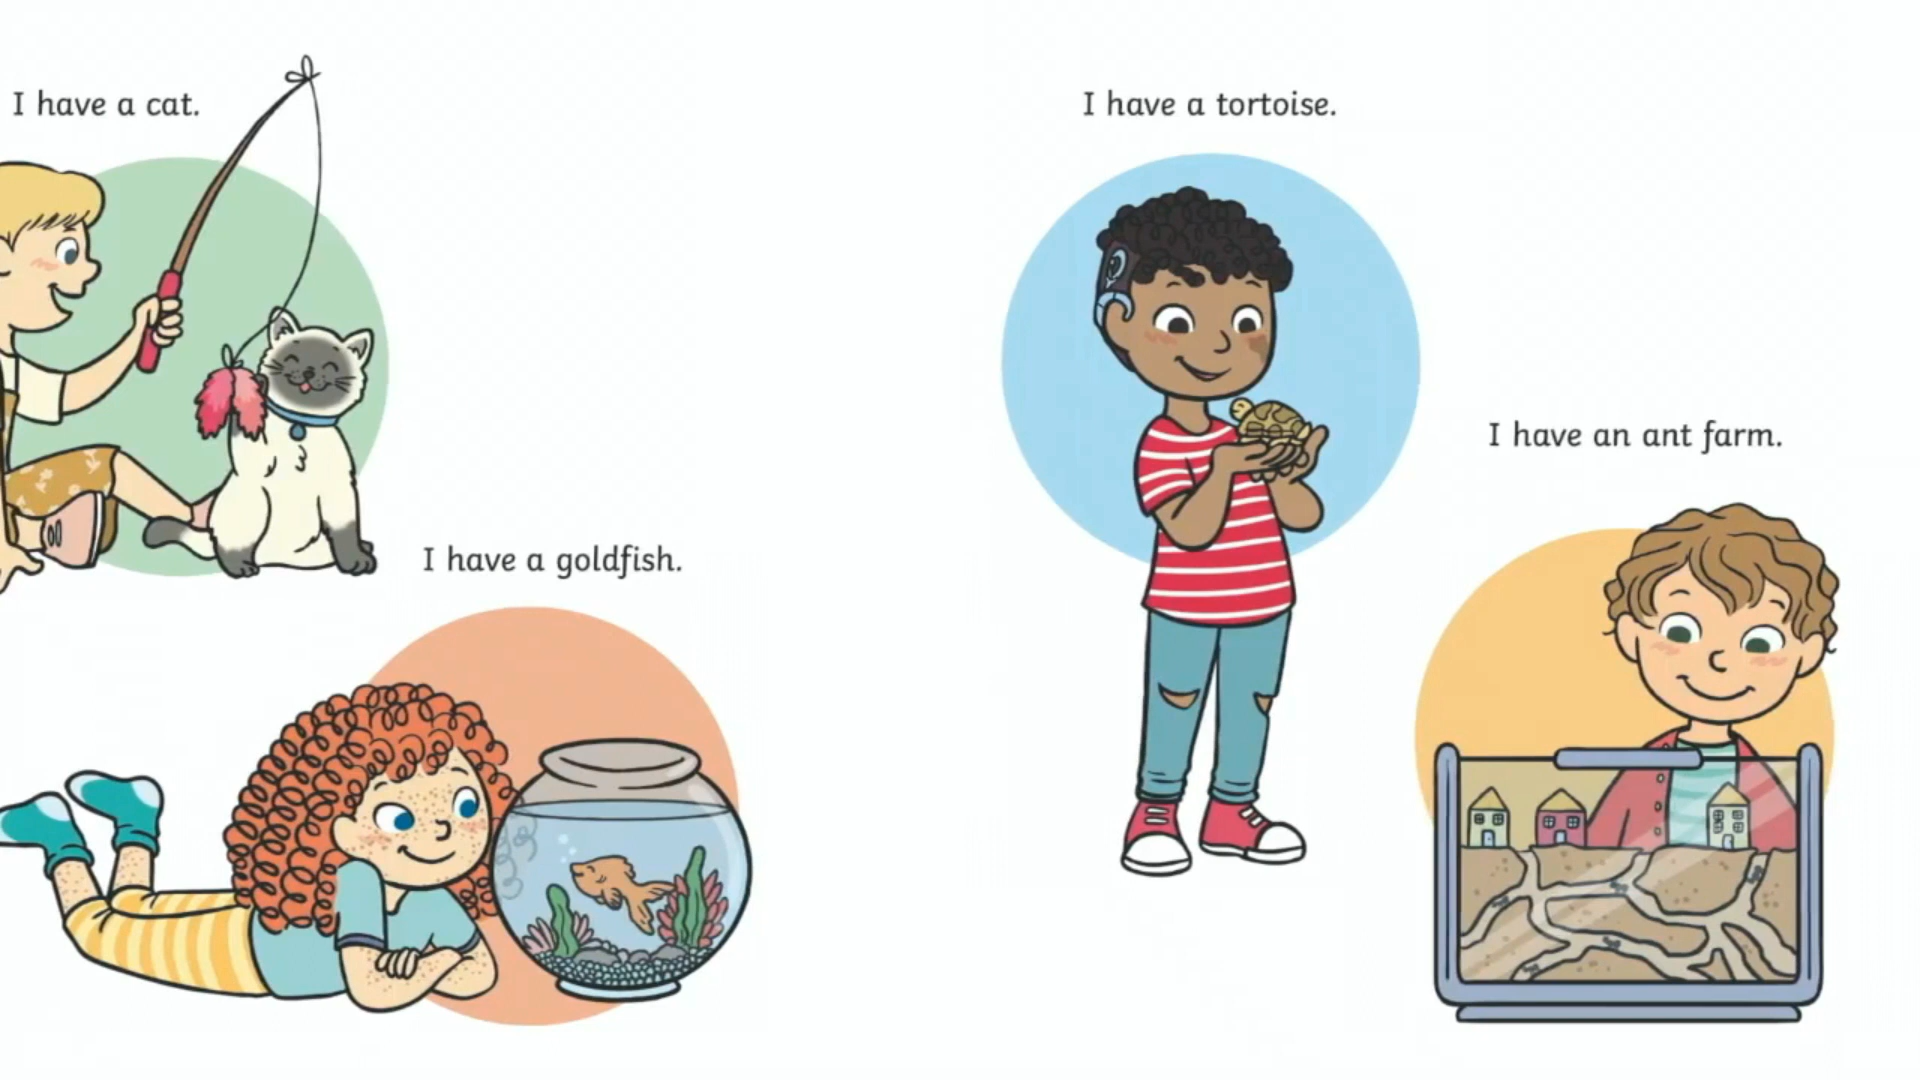 I have a cat.
I have a goldfish.
I have a tortoise.
I have an ant farm.